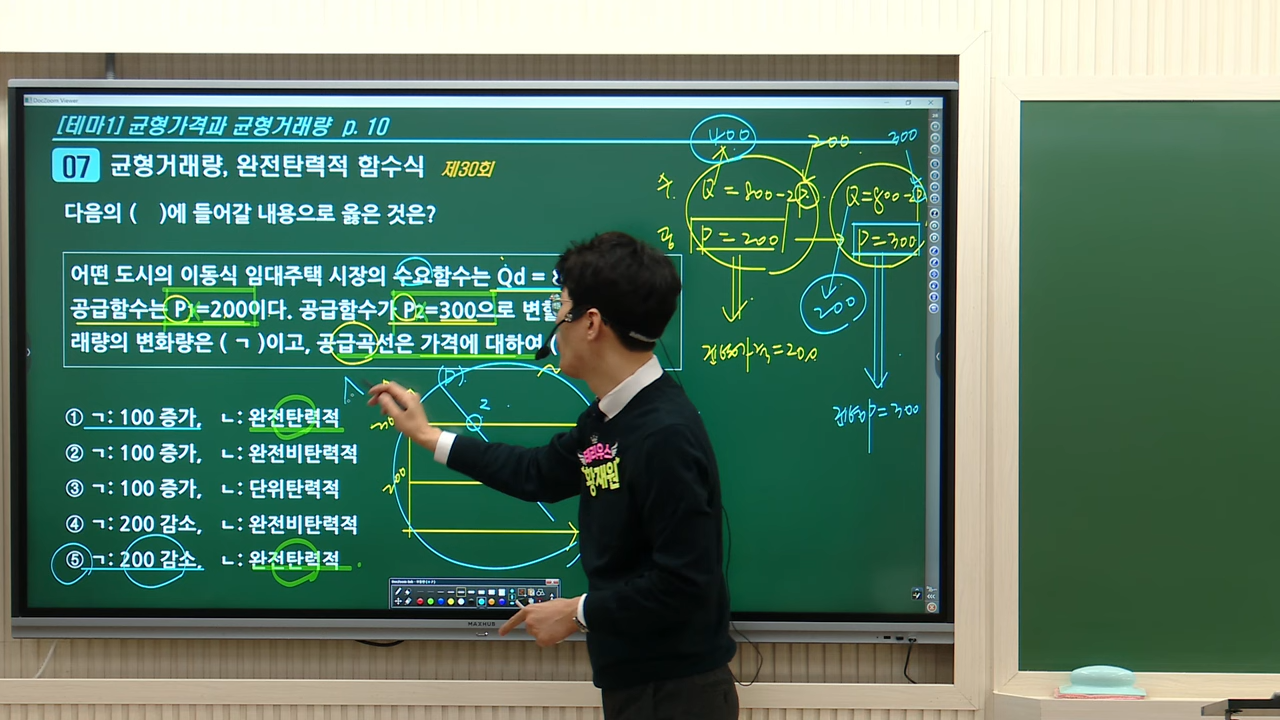 DocZoom Viewer
[테마1] 균형가격과 균형거래량 p. 10
07 균형거래량, 완전탄력적 함수식 제30회
다음의 ( )에 들어갈 내용으로 옳은 것은?
어떤 도시의 이동식 임대주택 시장의 수요함수는 Qd = 8
공급함수는 P₁=200이다. 공급함수가 P₂=300으로 변할
래량의 변화량은 ( ㄱ )이고, 공급곡선은 가격에 대하여 (
① ㄱ: 100 증가, ㄴ: 완전탄력적
② ㄱ: 100 증가, ㄴ: 완전비탄력적
③ ㄱ: 100 증가, ㄴ: 단위탄력적
④ ㄱ: 200 감소, ㄴ: 완전비탄력적
⑤ ㄱ: 200 감소, ㄴ: 완전탄력적
(D)
2
200
400 200 300
수. Q = 800-2P Q=800-2P
공 P = 200 P=300
200
=200
P=300
MAXHUB
황재원